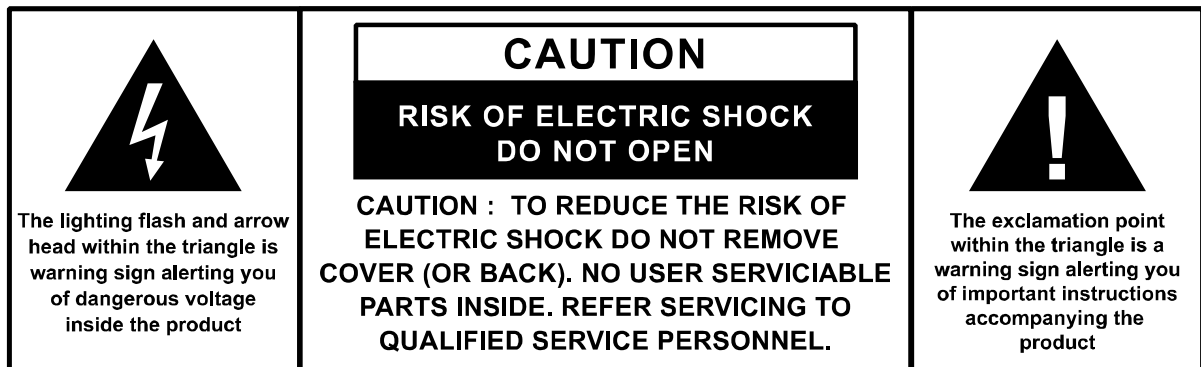 The lighting flash and arrow
head within the triangle is
warning sign alerting you
of dangerous voltage
inside the product
CAUTION
RISK OF ELECTRIC SHOCK
DO NOT OPEN
CAUTION : TO REDUCE THE RISK OF
ELECTRIC SHOCK DO NOT REMOVE
COVER (OR BACK). NO USER SERVICIABLE
PARTS INSIDE. REFER SERVICING TO
QUALIFIED SERVICE PERSONNEL.
!
The exclamation point
within the triangle is a
warning sign alerting you
of important instructions
accompanying the
product